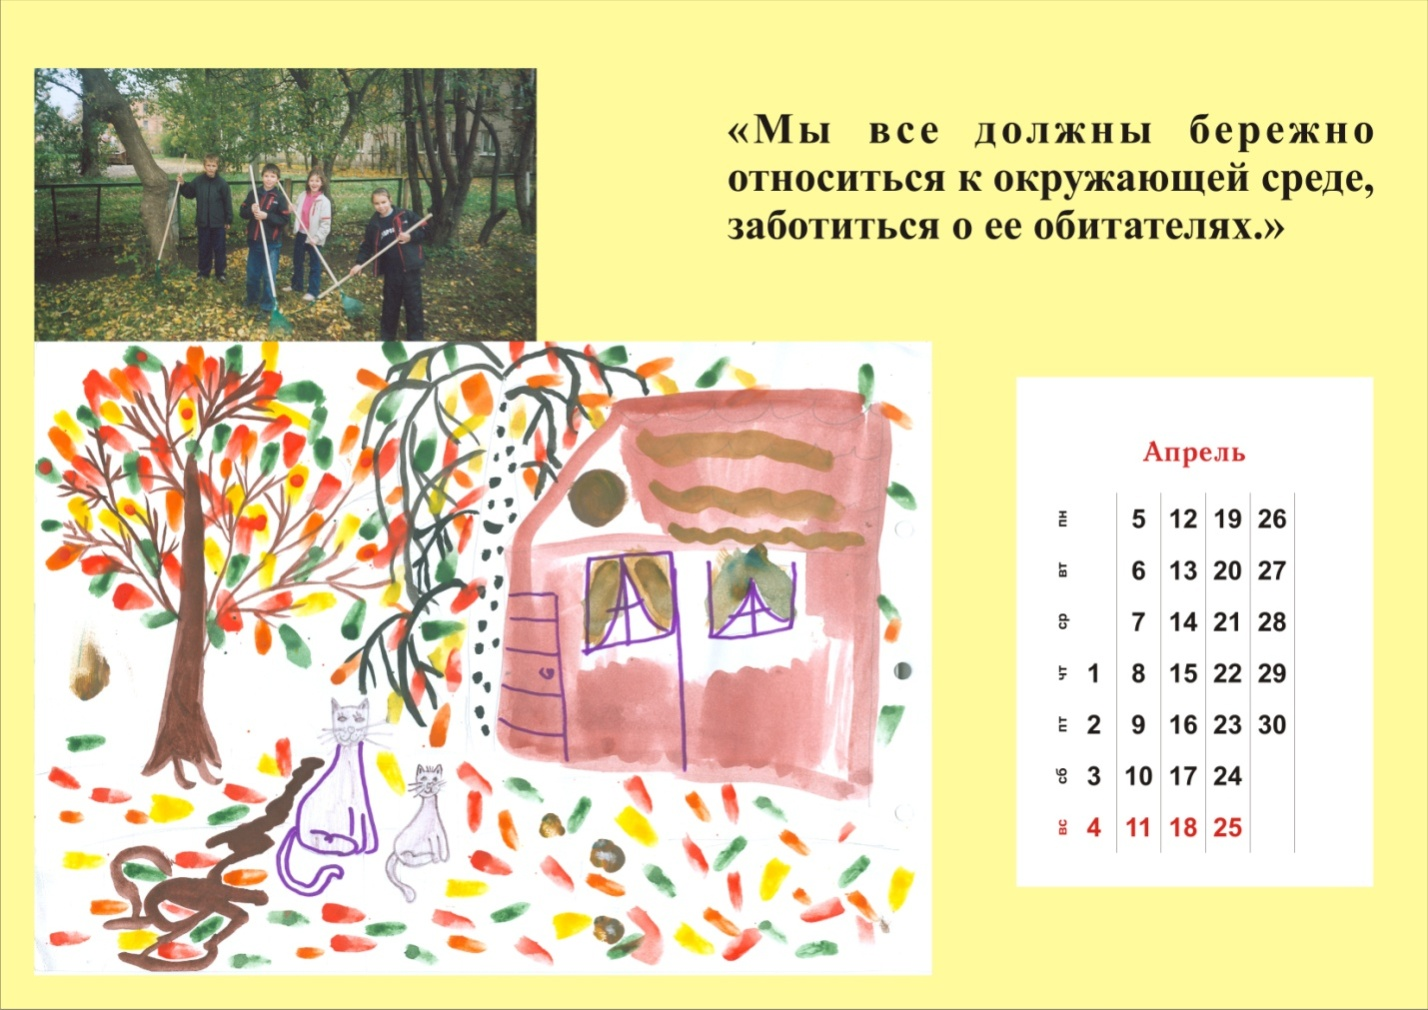 «Мы все должны бережно
относиться к окружающей среде,
заботиться о ее обитателях.»
Апрель
пн 5 12 19 26
вт 6 13 20 27
ср 7 14 21 28
чт 1 8 15 22 29
пт 2 9 16 23 30
сб 3 10 17 24
вс 4 11 18 25